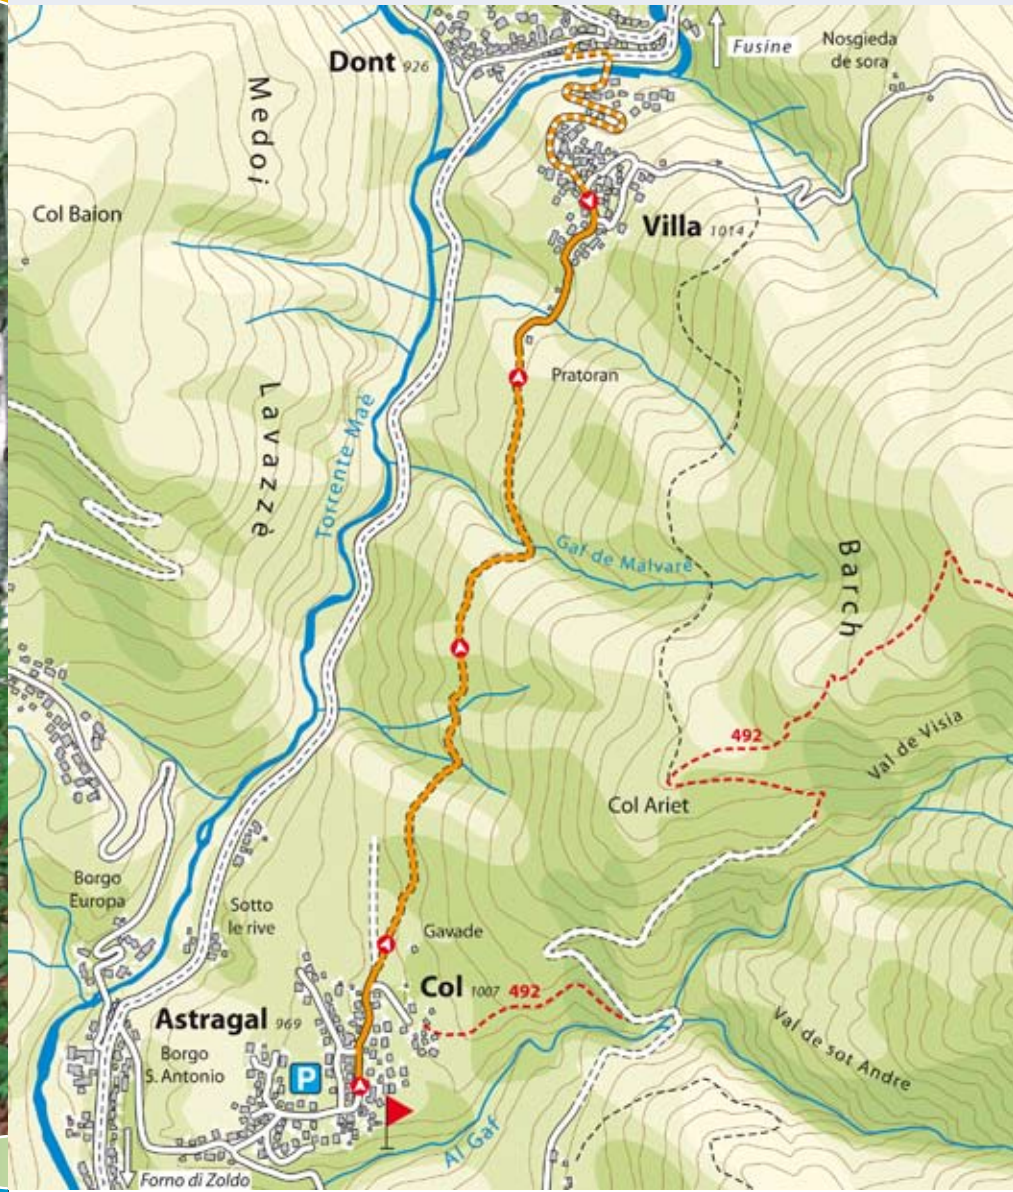 Fusine
Nosgieda
de sora
Dont 926
Medoi
Col Baion
Villa 1014
Pratoran
Lavazzè
Torrente Maè
Gaf de Malvarè
Barch
492
Val de Visia
Col Ariet
Borgo
Europa
Sotto
le rive
Gavade
Col 1007 492
Astragal 969
Borgo
S. Antonio
P
Val de sot Andre
Al Gaf
Forno di Zoldo